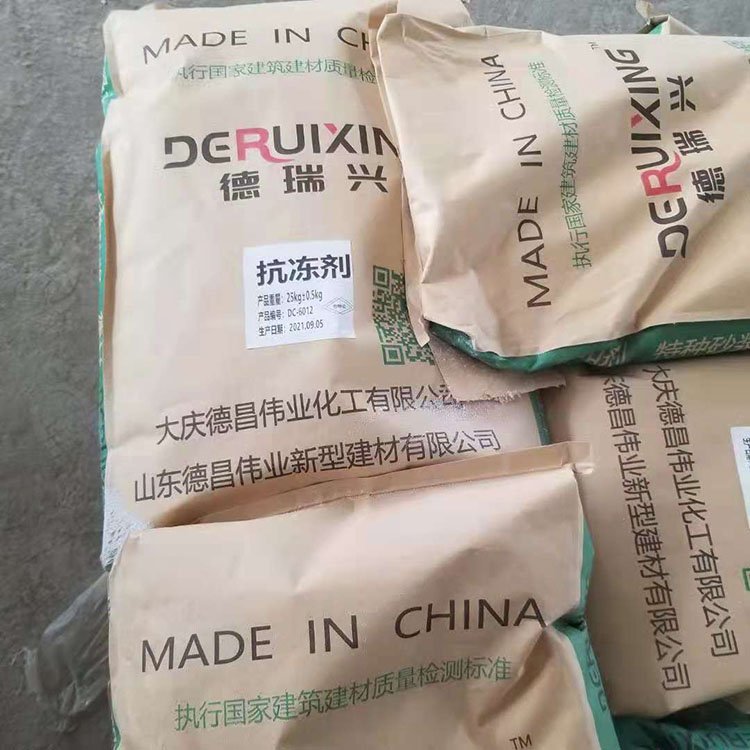 MADE IN CHINA
执行国家建筑建材质量检
DERUIXING
德瑞兴
抗冻剂
产品重量：25kg±0.5kg
产品编号：DC-6012
生产日期：2021.09.05
大庆德昌伟业化工有限公司
山东德昌伟业新型建材有限公司
MADE IN CHINA
执行国家建筑建材质量检测标准
DERUIXING™
德瑞兴
特种砂浆
大庆德昌伟业化工有限公司
山东德昌伟业新型建材有限公司
MADE IN CHINA
执行国家建筑建材质量检测标准
TM